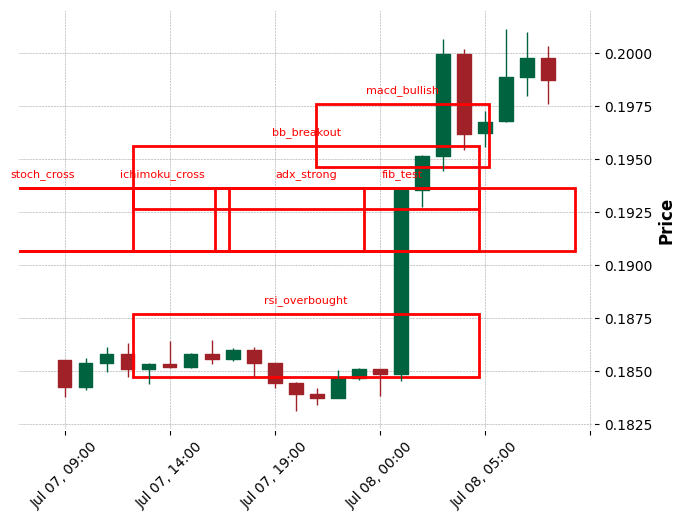 macd_bullish
bb_breakout
stoch_cross
ichimoku_cross
adx_strong
fib_test
rsi_overbought
0.2000
0.1975
0.1950
0.1925
0.1900
0.1875
0.1850
0.1825
Price
Jul 07, 09:00
Jul 07, 14:00
Jul 07, 19:00
Jul 08, 00:00
Jul 08, 05:00